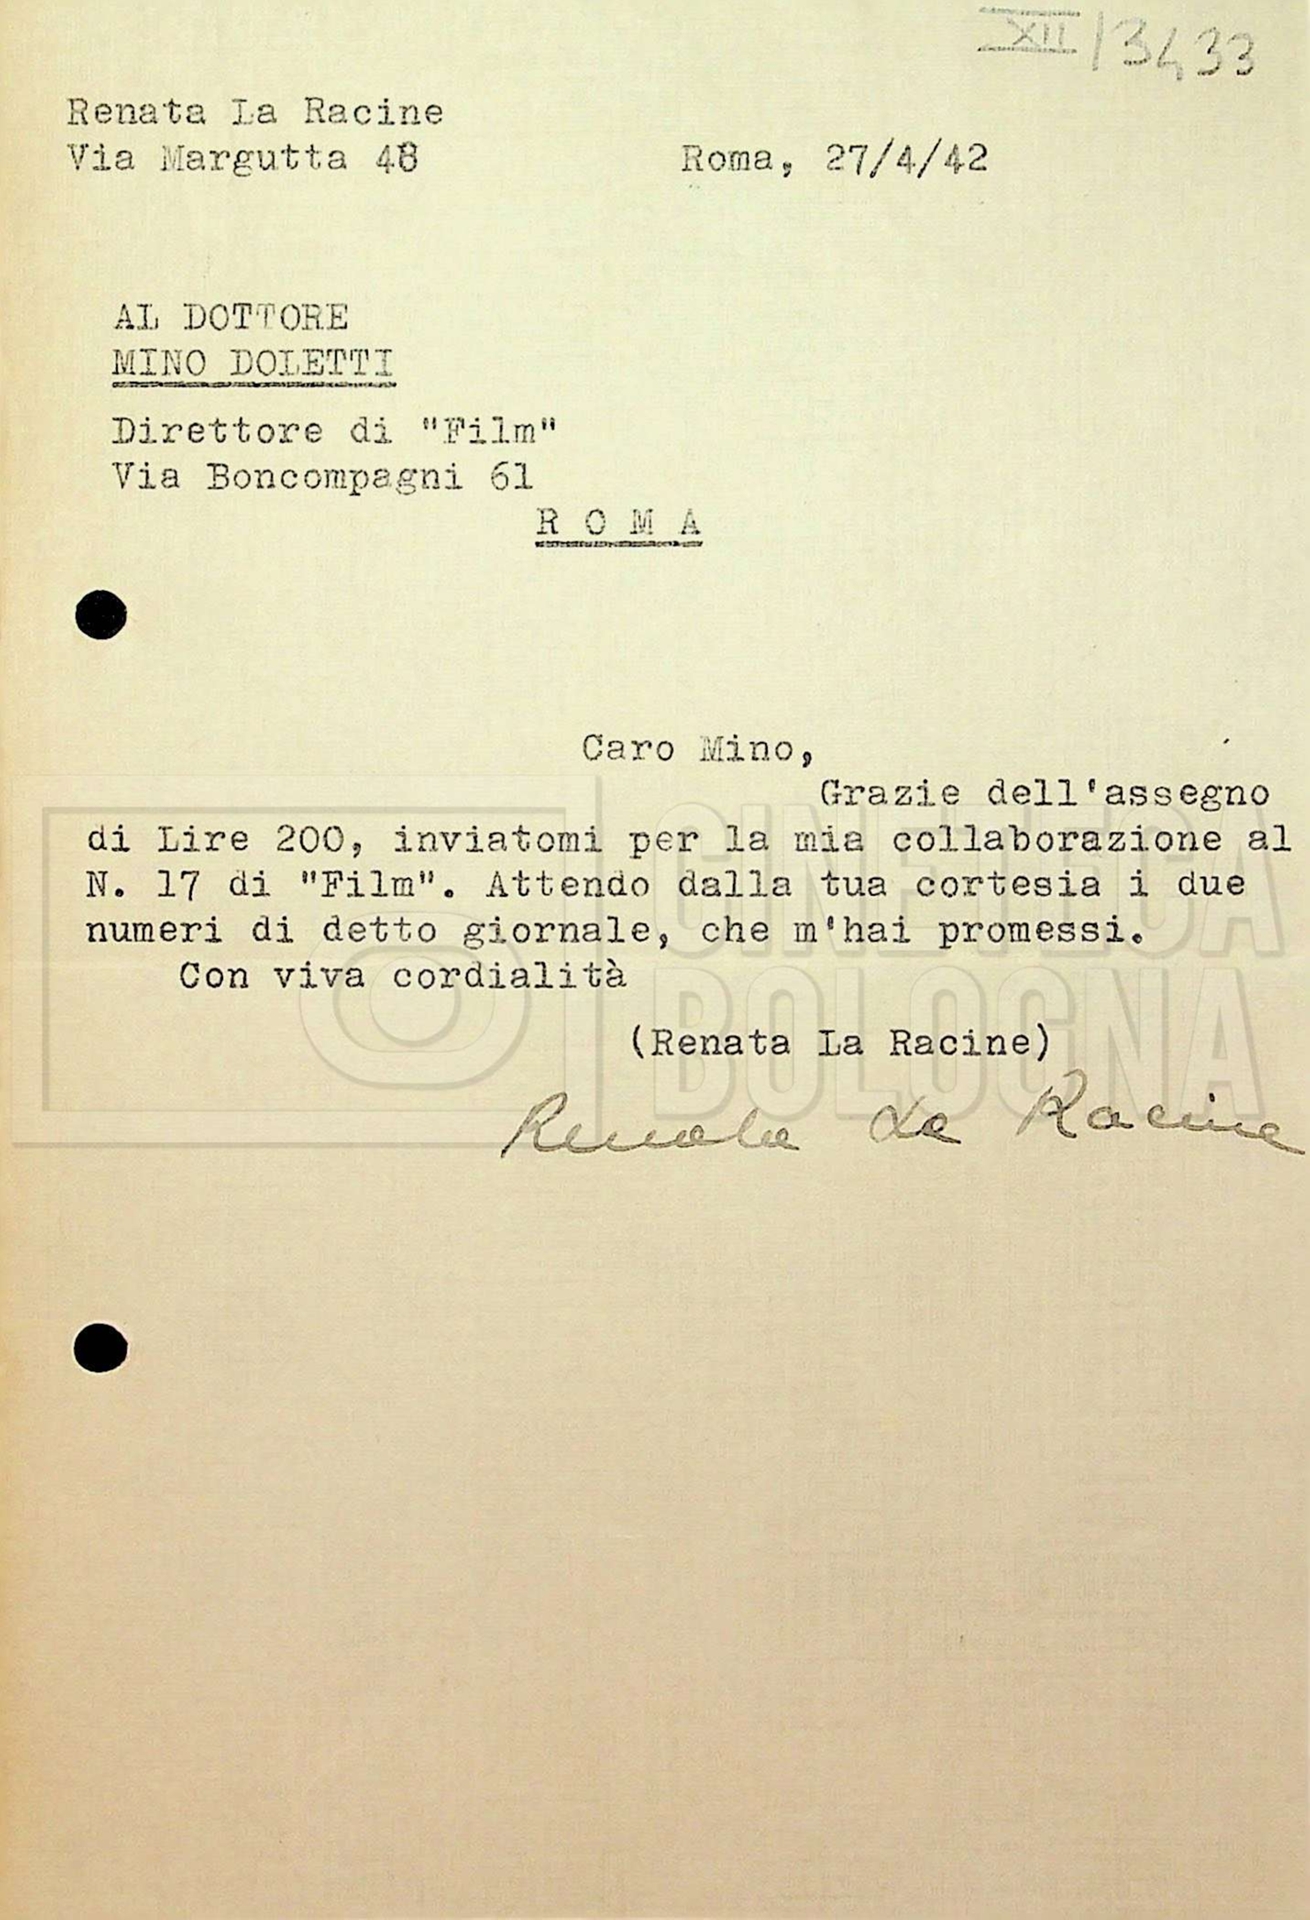 XII/3433
Renata La Racine
Via Margutta 48
Roma, 27/4/42
AL DOTTORE
MINO DOLETTI
Direttore di "Film"
Via Boncompagni 61
R O M A
Caro Mino,
Grazie dell'assegno
di Lire 200, inviatomi per la mia collaborazione al
N. 17 di "Film". Attendo dalla tua cortesia i due
numeri di detto giornale, che m'hai promessi.
Con viva cordialità
(Renata La Racine)
Renata La Racine
CINETECA
BOLOGNA